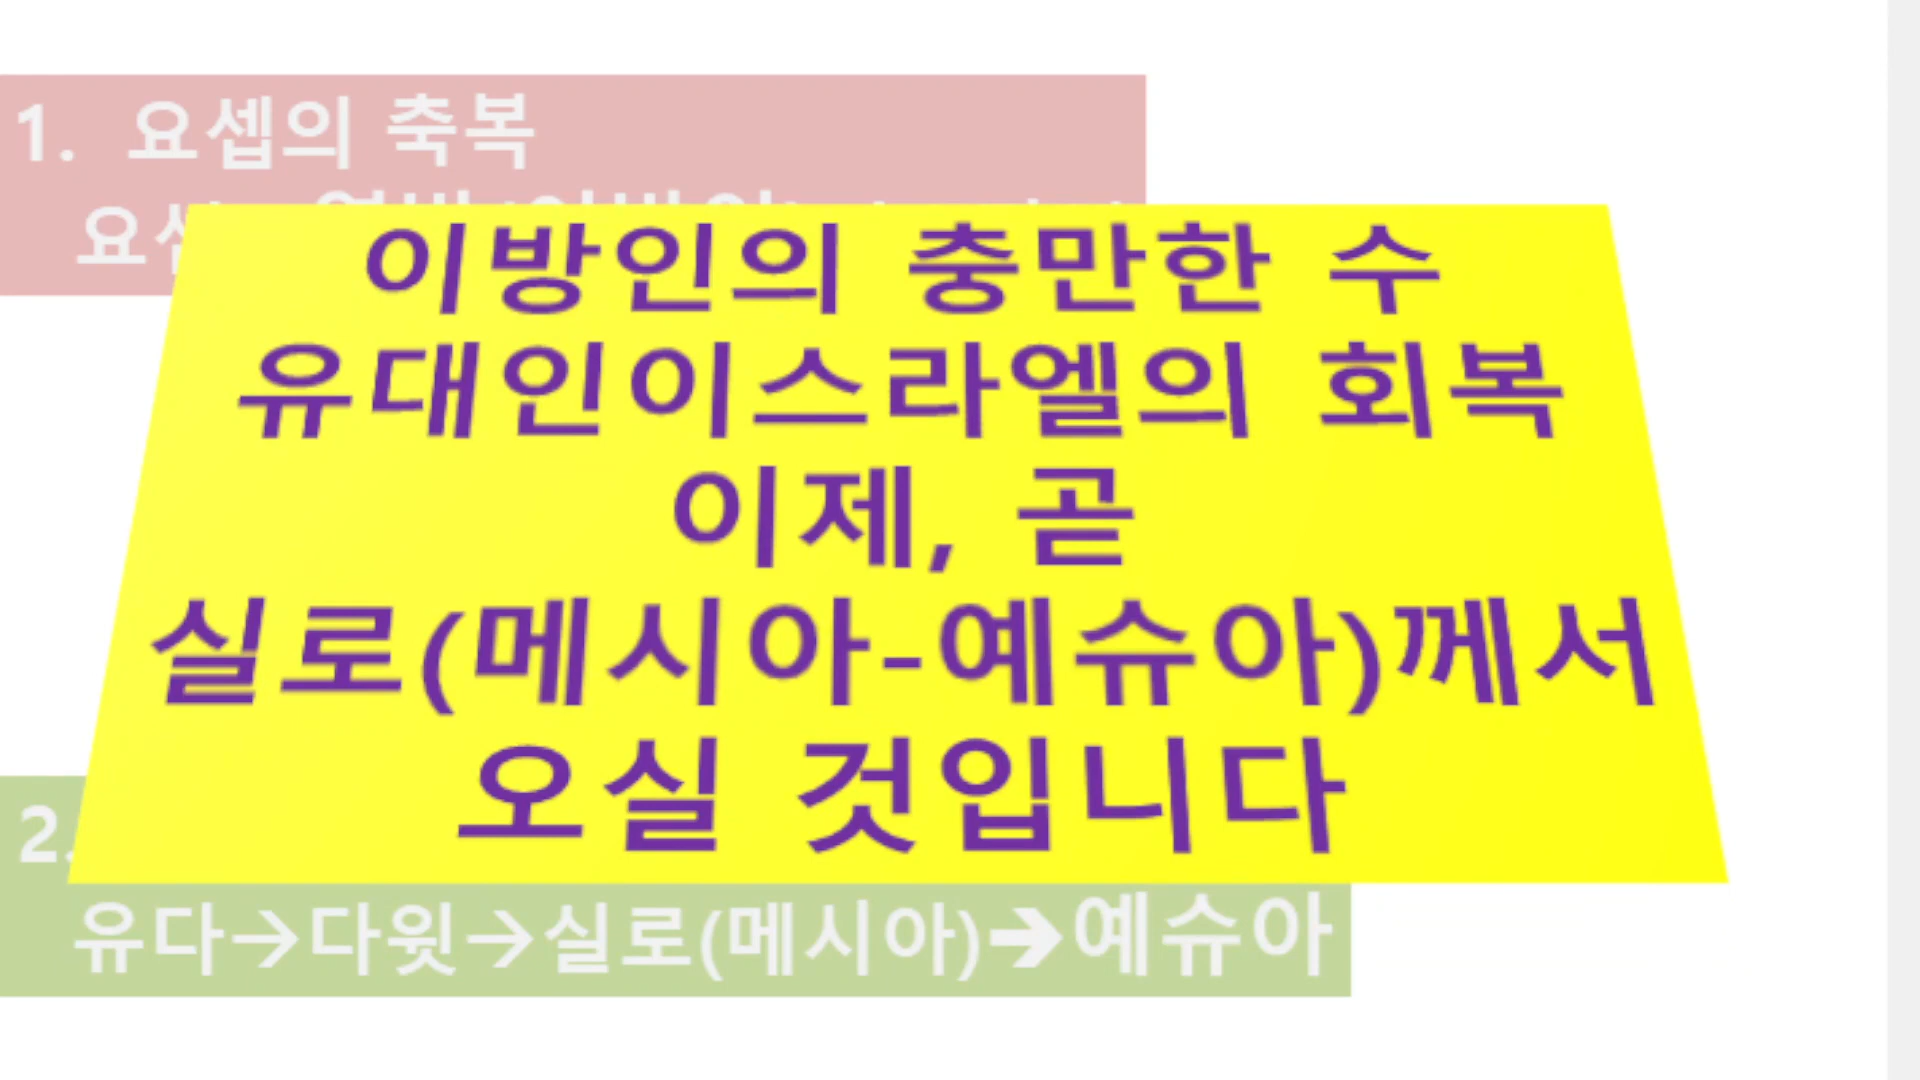 1. 요셉의 축복
이방인의 충만한 수
유대인이스라엘의 회복
이제, 곧
실로(메시아-예슈아)께서
오실 것입니다
2.
유다→다윗→실로(메시아)→예슈아